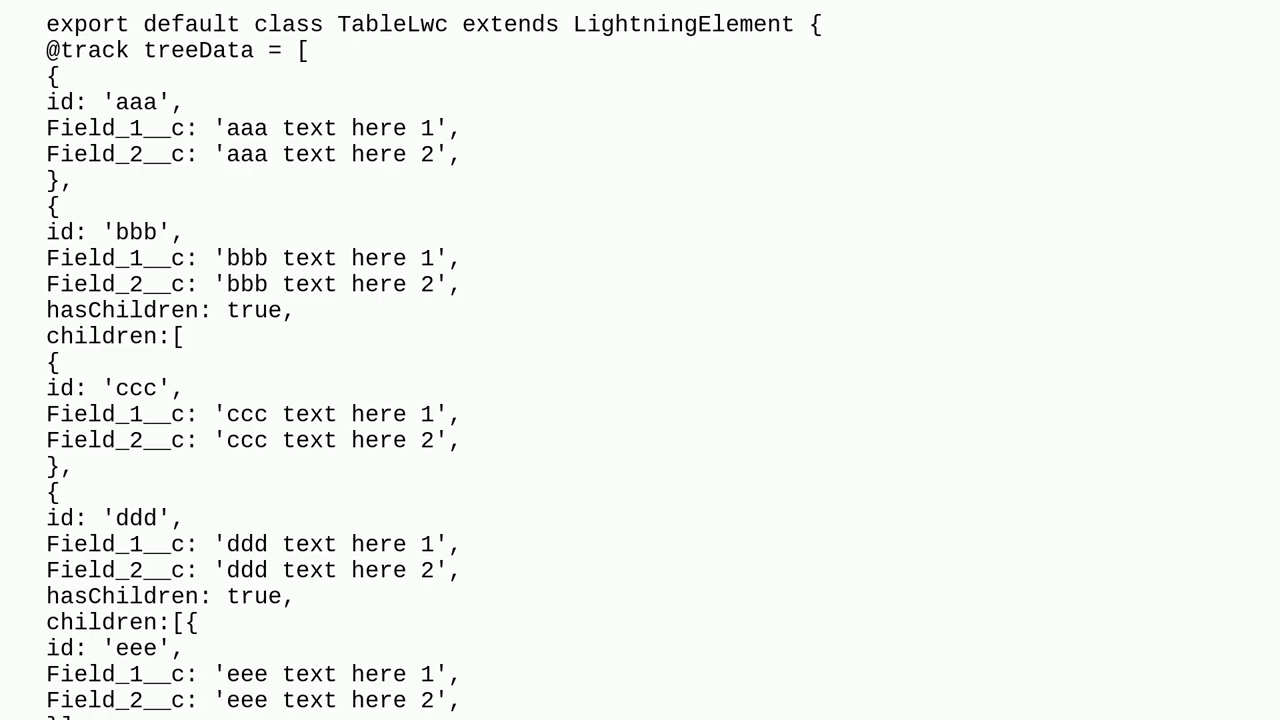 export default class TableLwc extends LightningElement {
@track treeData = [
{
id: 'aaa',
Field_1__c: 'aaa text here 1',
Field_2__c: 'aaa text here 2',
},
{
id: 'bbb',
Field_1__c: 'bbb text here 1',
Field_2__c: 'bbb text here 2',
hasChildren: true,
children:[
{
id: 'ccc',
Field_1__c: 'ccc text here 1',
Field_2__c: 'ccc text here 2',
},
{
id: 'ddd',
Field_1__c: 'ddd text here 1',
Field_2__c: 'ddd text here 2',
hasChildren: true,
children:[{
id: 'eee',
Field_1__c: 'eee text here 1',
Field_2__c: 'eee text here 2',